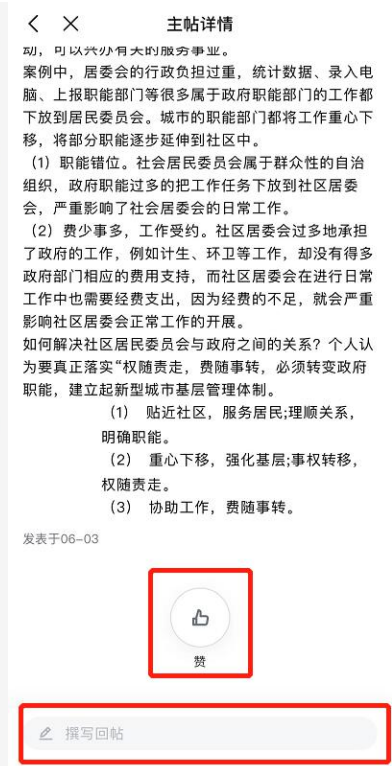 主帖详情
动，可以兴办有关的服务事业。
案例中，居委会的行政负担过重，统计数据、录入电
脑、上报职能部门等很多属于政府职能部门的工作都
下放到居民委员会。城市的职能部门都将工作重心下
移，将部分职能逐步延伸到社区中。
（1）职能错位。社会居民委员会属于群众性的自治
组织，政府职能过多的把工作任务下放到社区居委
会，严重影响了社会居委会的日常工作。
（2）费少事多，工作受约。社区居委会过多地承担
了政府的工作，例如计生、环卫等工作，却没有得多
政府部门相应的费用支持，而社区居委会在进行日常
工作中也需要经费支出，因为经费的不足，就会严重
影响社区居委会正常工作的开展。
如何解决社区居民委员会与政府之间的关系？个人认
为要真正落实“权随责走，费随事转，必须转变政府
职能，建立起新型城市基层管理体制。
（1） 贴近社区，服务居民;理顺关系，
明确职能。
（2） 重心下移，强化基层;事权转移，
权随责走。
（3） 协助工作，费随事转。
发表于06-03
赞
撰写回帖